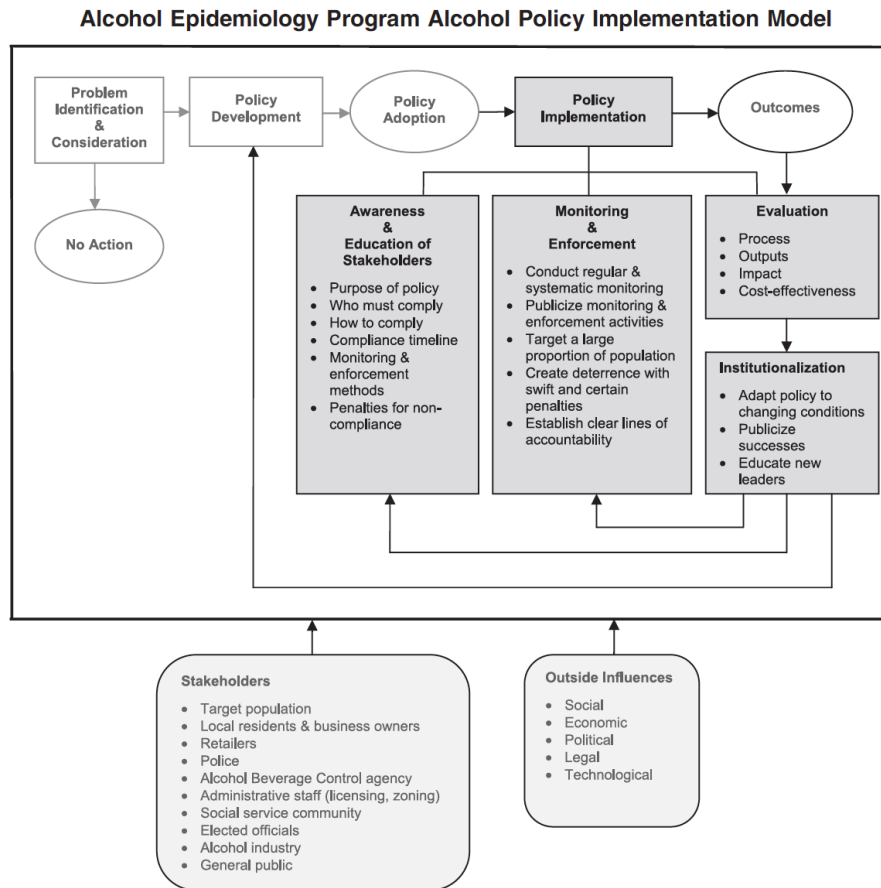 Alcohol Epidemiology Program Alcohol Policy Implementation Model
Problem
Identification
&
Consideration
Policy
Development
Policy
Adoption
Policy
Implementation
Outcomes
No Action
Awareness
&
Education of
Stakeholders
• Purpose of policy
• Who must comply
• How to comply
• Compliance timeline
• Monitoring &
enforcement
methods
• Penalties for non-
compliance
Monitoring
&
Enforcement
• Conduct regular &
systematic monitoring
• Publicize monitoring &
enforcement activities
• Target a large
proportion of population
• Create deterrence with
swift and certain
penalties
• Establish clear lines of
accountability
Evaluation
• Process
• Outputs
• Impact
• Cost-effectiveness
Institutionalization
• Adapt policy to
changing conditions
• Publicize
successes
• Educate new
leaders
Stakeholders
• Target population
• Local residents & business owners
• Retailers
• Police
• Alcohol Beverage Control agency
• Administrative staff (licensing, zoning)
• Social service community
• Elected officials
• Alcohol industry
• General public
Outside Influences
• Social
• Economic
• Political
• Legal
• Technological